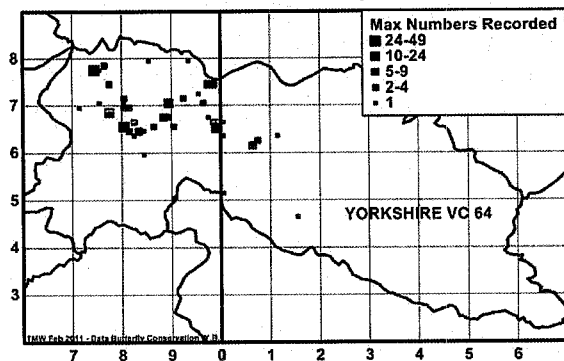 Max Numbers Recorded
24-49
10-24
5-9
2-4
1
8
7
6
5
4
3
YORKSHIRE VC 64
TMW Feb 2011 - Data Butterfly Conservation
7 8 9 0 1 2 3 4 5 6